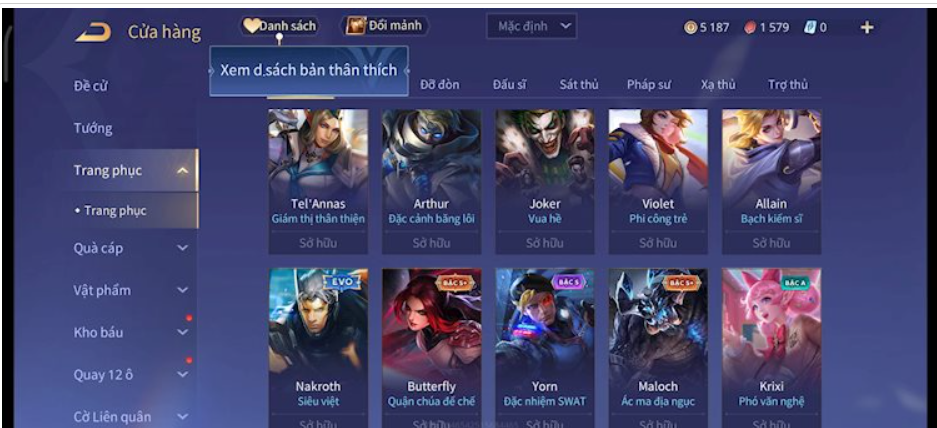 Cửa hàng
Danh sách
Đổi mảnh
Mặc định
5 187
1 579
0
Xem d.sách bản thân thích
Đỡ đòn
Đấu sĩ
Sát thủ
Pháp sư
Xạ thủ
Trợ thủ
Đề cử
Tướng
Trang phục
• Trang phục
Quà cáp
Vật phẩm
Kho báu
Quay 12 ô
Cờ Liên quân
Tel'Annas
Giám thị thân thiện
Sở hữu
Arthur
Đặc cảnh băng lôi
Sở hữu
Joker
Vua hề
Sở hữu
Violet
Phi công trẻ
Sở hữu
Allain
Bạch kiếm sĩ
Sở hữu
EVO
Nakroth
Siêu việt
Sở hữu
BẬC S+
Butterfly
Quận chúa đế chế
Sở hữu
BẬC S
Yorn
Đặc nhiệm SWAT
Sở hữu
BẬC S+
Maloch
Ác ma địa ngục
Sở hữu
BẬC A
Krixi
Phó văn nghệ
Sở hữu